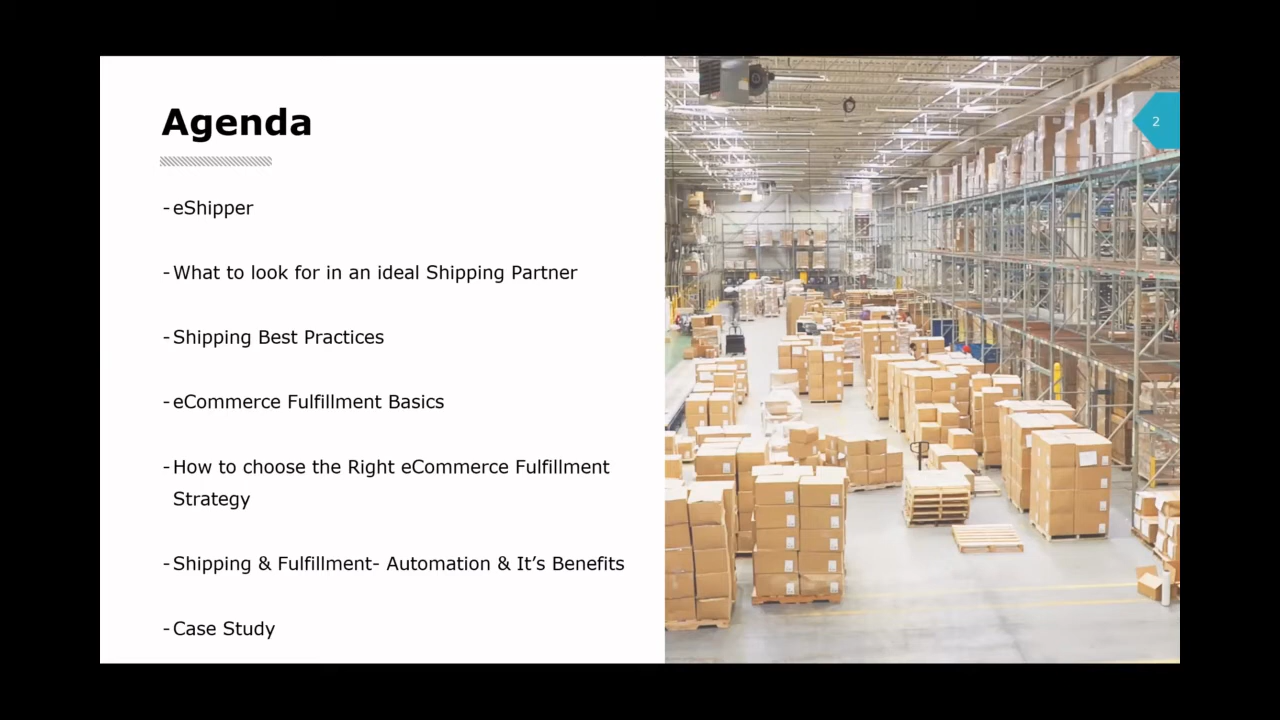 Agenda
2
-eShipper
-What to look for in an ideal Shipping Partner
-Shipping Best Practices
-eCommerce Fulfillment Basics
-How to choose the Right eCommerce Fulfillment
Strategy
-Shipping & Fulfillment- Automation & It’s Benefits
-Case Study